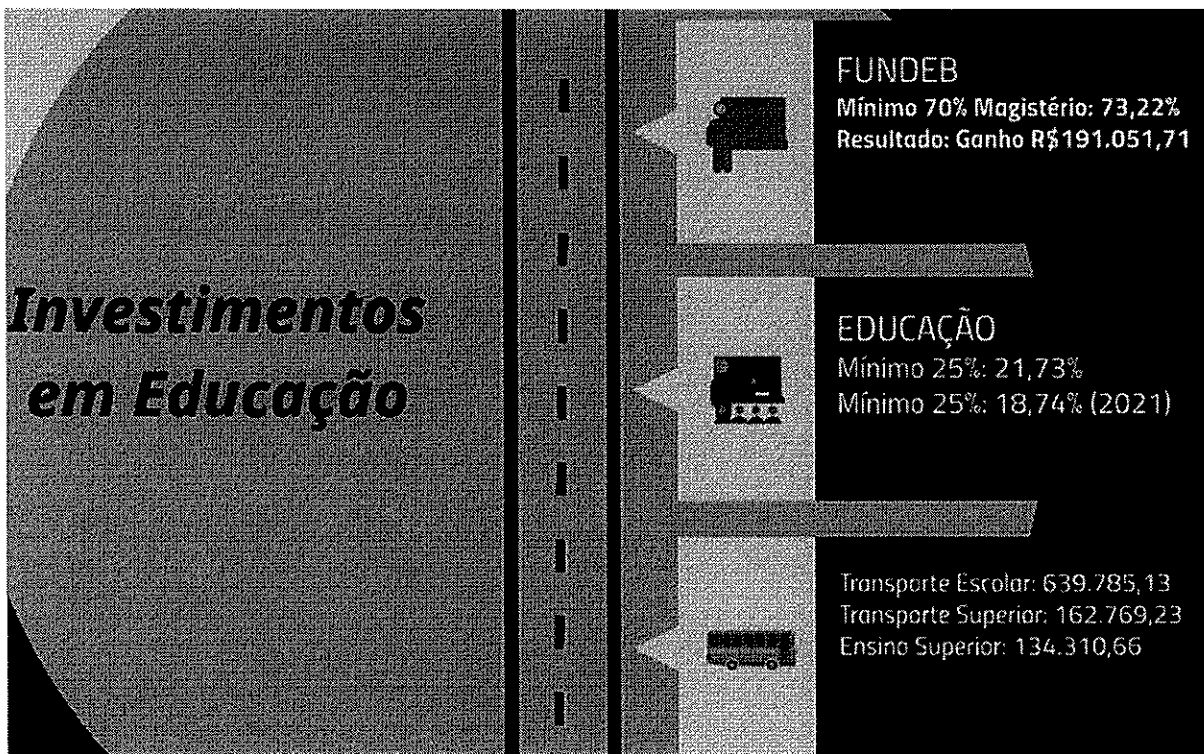 Investimentos
em Educação
FUNDEB
Mínimo 70% Magistério: 73,22%
Resultado: Ganho R$191.051,71
EDUCAÇÃO
Mínimo 25%: 21,73%
Mínimo 25%: 18,74% (2021)
Transporte Escolar: 639.785,13
Transporte Superior: 162.769,23
Ensino Superior: 134.310,66